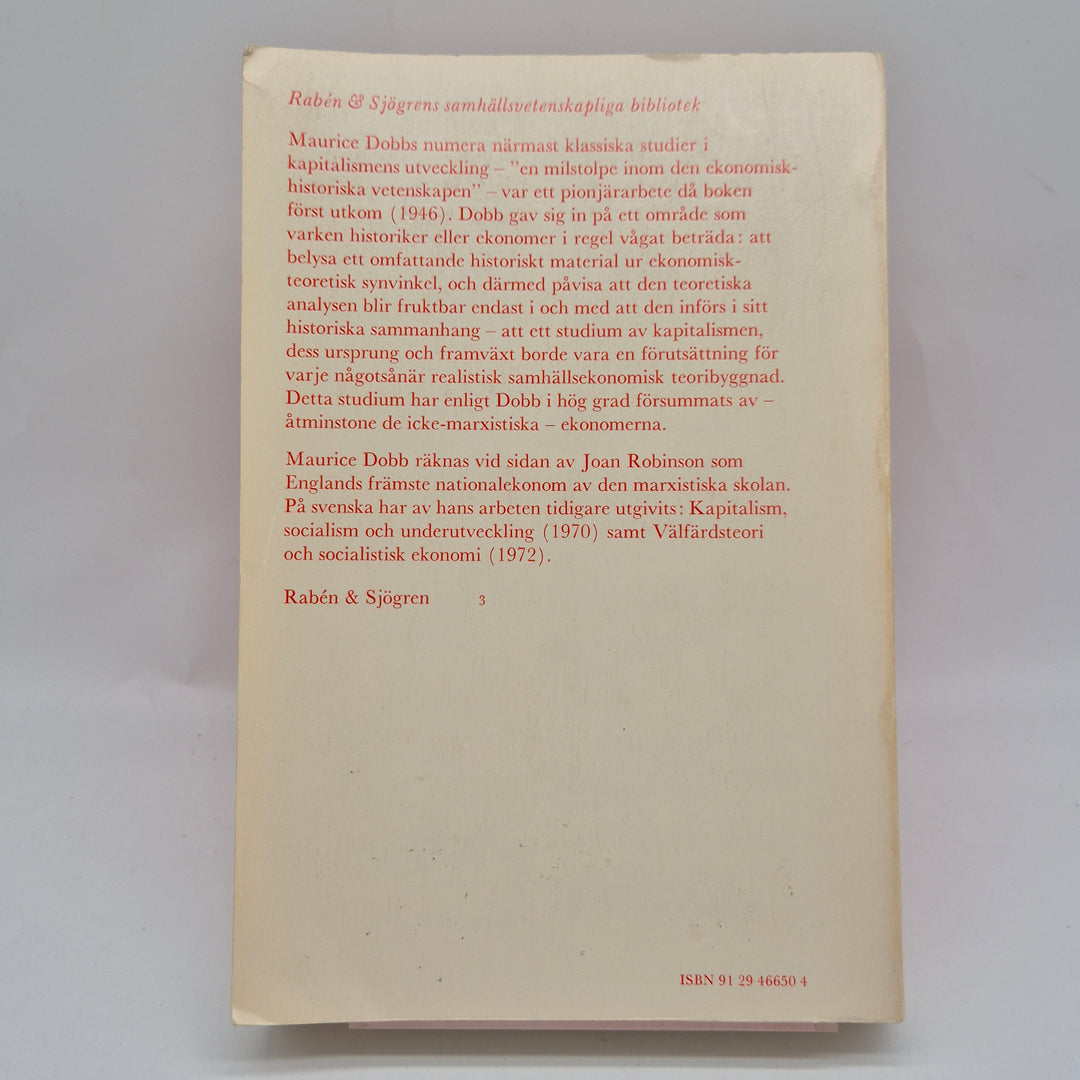 Rabén & Sjögrens samhällsvetenskapliga bibliotek
Maurice Dobbs numera närmast klassiska studier i
kapitalismens utveckling – ”en milstolpe inom den ekonomisk-
historiska vetenskapen” – var ett pionjärarbete då boken
först utkom (1946). Dobb gav sig in på ett område som
varken historiker eller ekonomer i regel vågat beträda: att
belysa ett omfattande historiskt material ur ekonomisk-
teoretisk synvinkel, och därmed påvisa att den teoretiska
analysen blir fruktbar endast i och med att den införs i sitt
historiska sammanhang – att ett studium av kapitalismen,
dess ursprung och framväxt borde vara en förutsättning för
varje någotsånär realistisk samhällsekonomisk teoribyggnad.
Detta studium har enligt Dobb i hög grad försummats av –
åtminstone de icke-marxistiska – ekonomerna.
Maurice Dobb räknas vid sidan av Joan Robinson som
Englands främste nationalekonom av den marxistiska skolan.
På svenska har av hans arbeten tidigare utgivits: Kapitalism,
socialism och underutveckling (1970) samt Välfärdsteori
och socialistisk ekonomi (1972).
Rabén & Sjögren 3
ISBN 91 29 46650 4